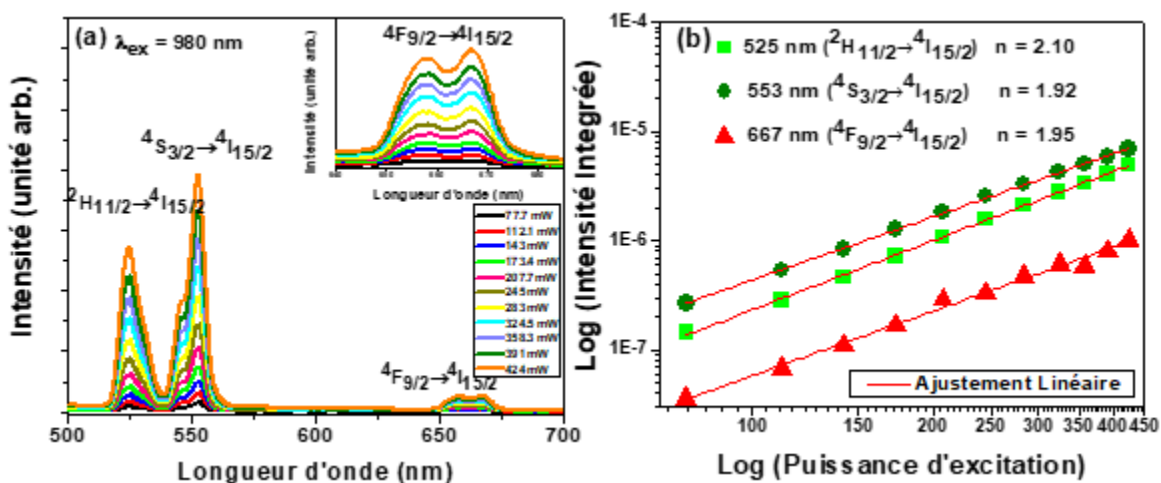 (a) λex = 980 nm
⁴F9/2→⁴I15/2
Intensité (unité arb.)
Longueur d'onde (nm)
⁴S3/2→⁴I15/2
²H11/2→⁴I15/2
⁴F9/2→⁴I15/2
77.7 mW
112.1 mW
143 mW
173.4 mW
207.7 mW
245 mW
283 mW
324.5 mW
358.3 mW
391 mW
424 mW
Intensité (unité arb.)
500 550 600 650 700
Longueur d'onde (nm)
(b)
525 nm (²H11/2→⁴I15/2) n = 2.10
553 nm (⁴S3/2→⁴I15/2) n = 1.92
667 nm (⁴F9/2→⁴I15/2) n = 1.95
Ajustement Linéaire
Log (Intensité Integrée)
1E-4
1E-5
1E-6
1E-7
100 150 200 250 300 350 400 450
Log (Puissance d'excitation)